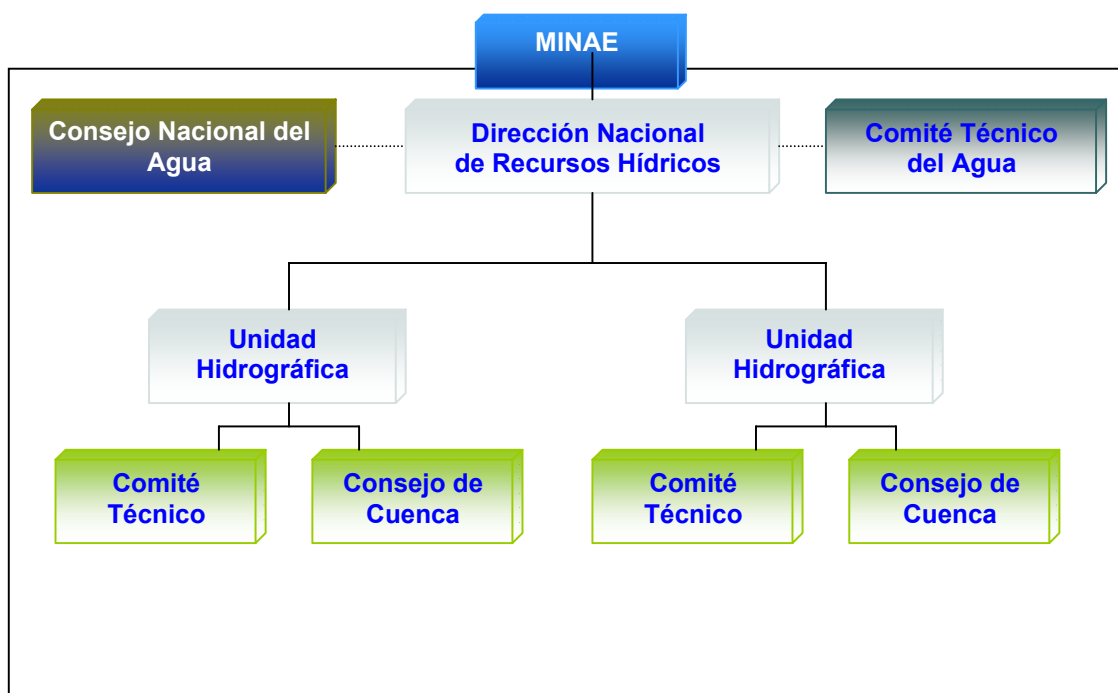 MINAE
Consejo Nacional del
Agua
Dirección Nacional
de Recursos Hídricos
Comité Técnico
del Agua
Unidad
Hidrográfica
Unidad
Hidrográfica
Comité
Técnico
Consejo de
Cuenca
Comité
Técnico
Consejo de
Cuenca